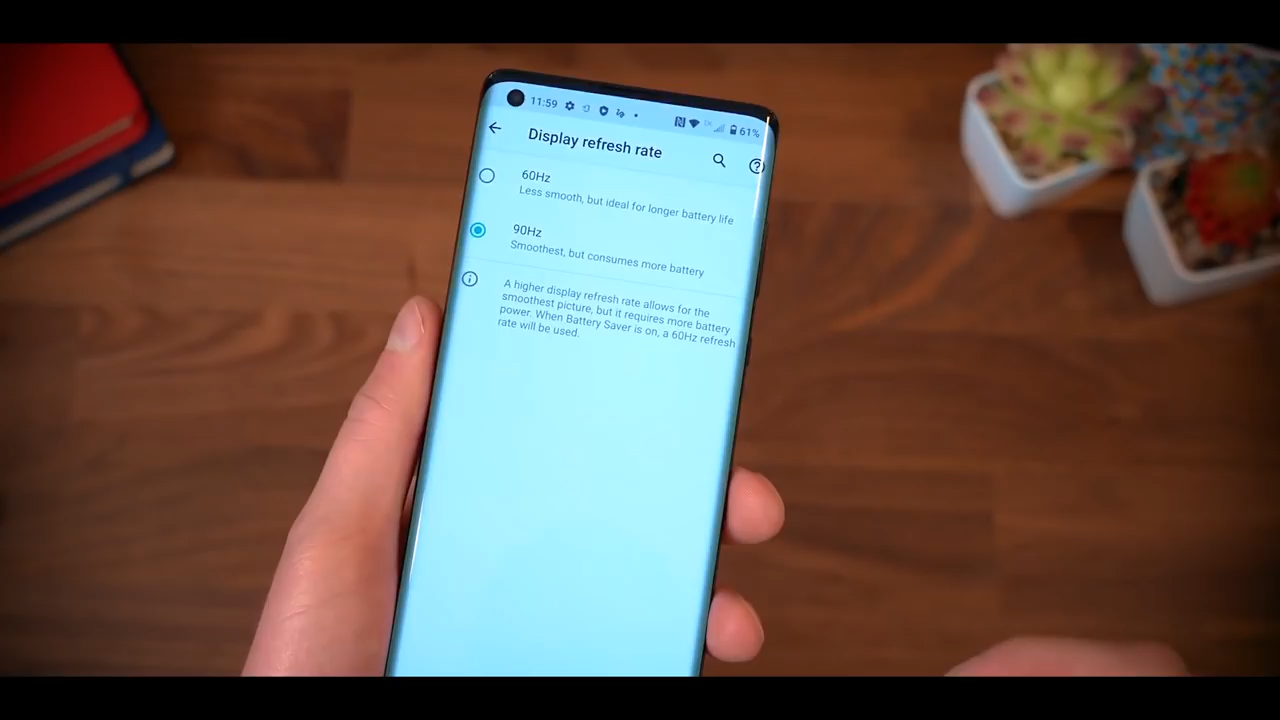 11:59 61%
Display refresh rate
60Hz
Less smooth, but ideal for longer battery life
90Hz
Smoothest, but consumes more battery
A higher display refresh rate allows for the
smoothest picture, but it requires more battery
power. When Battery Saver is on, a 60Hz refresh
rate will be used.